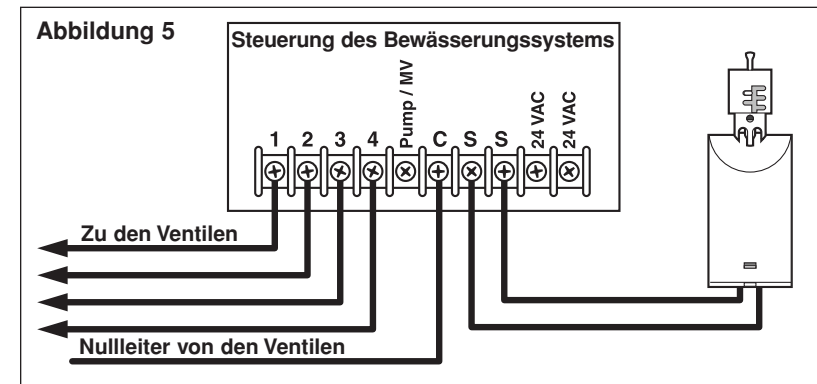 Abbildung 5
Steuerung des Bewässerungssystems
1 2 3 4 Pump / MV C S S 24 VAC 24 VAC
Zu den Ventilen
Nullleiter von den Ventilen